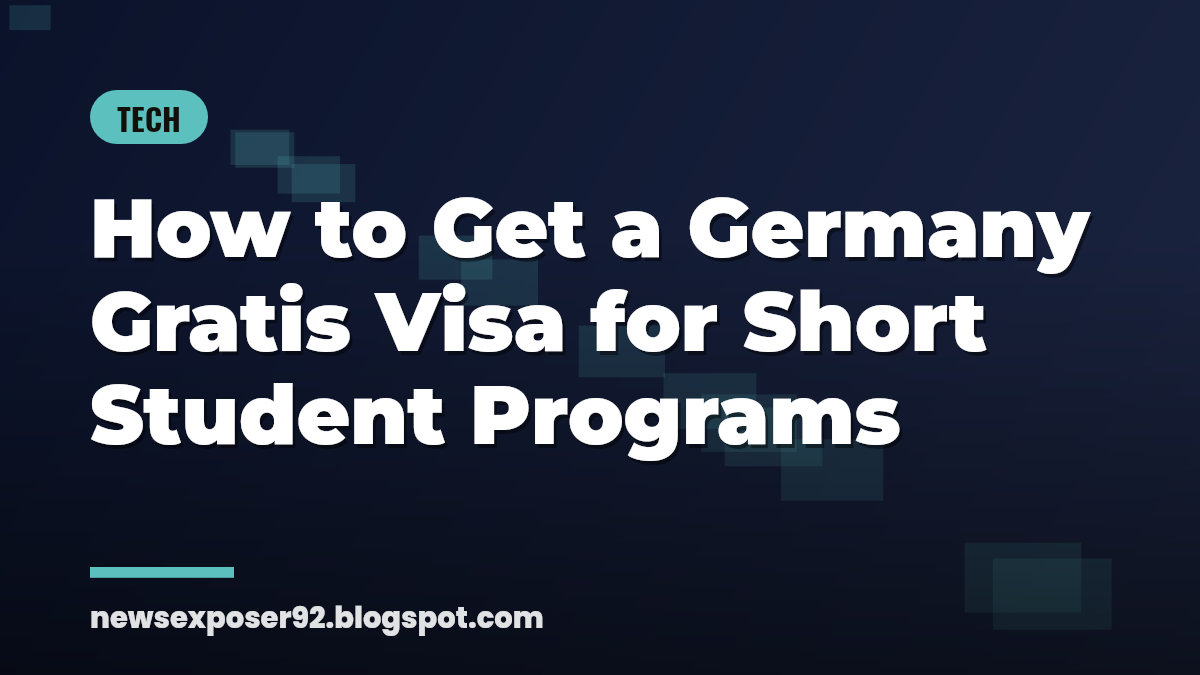 TECH
How to Get a Germany
Gratis Visa for Short
Student Programs
newsexposer92.blogspot.com